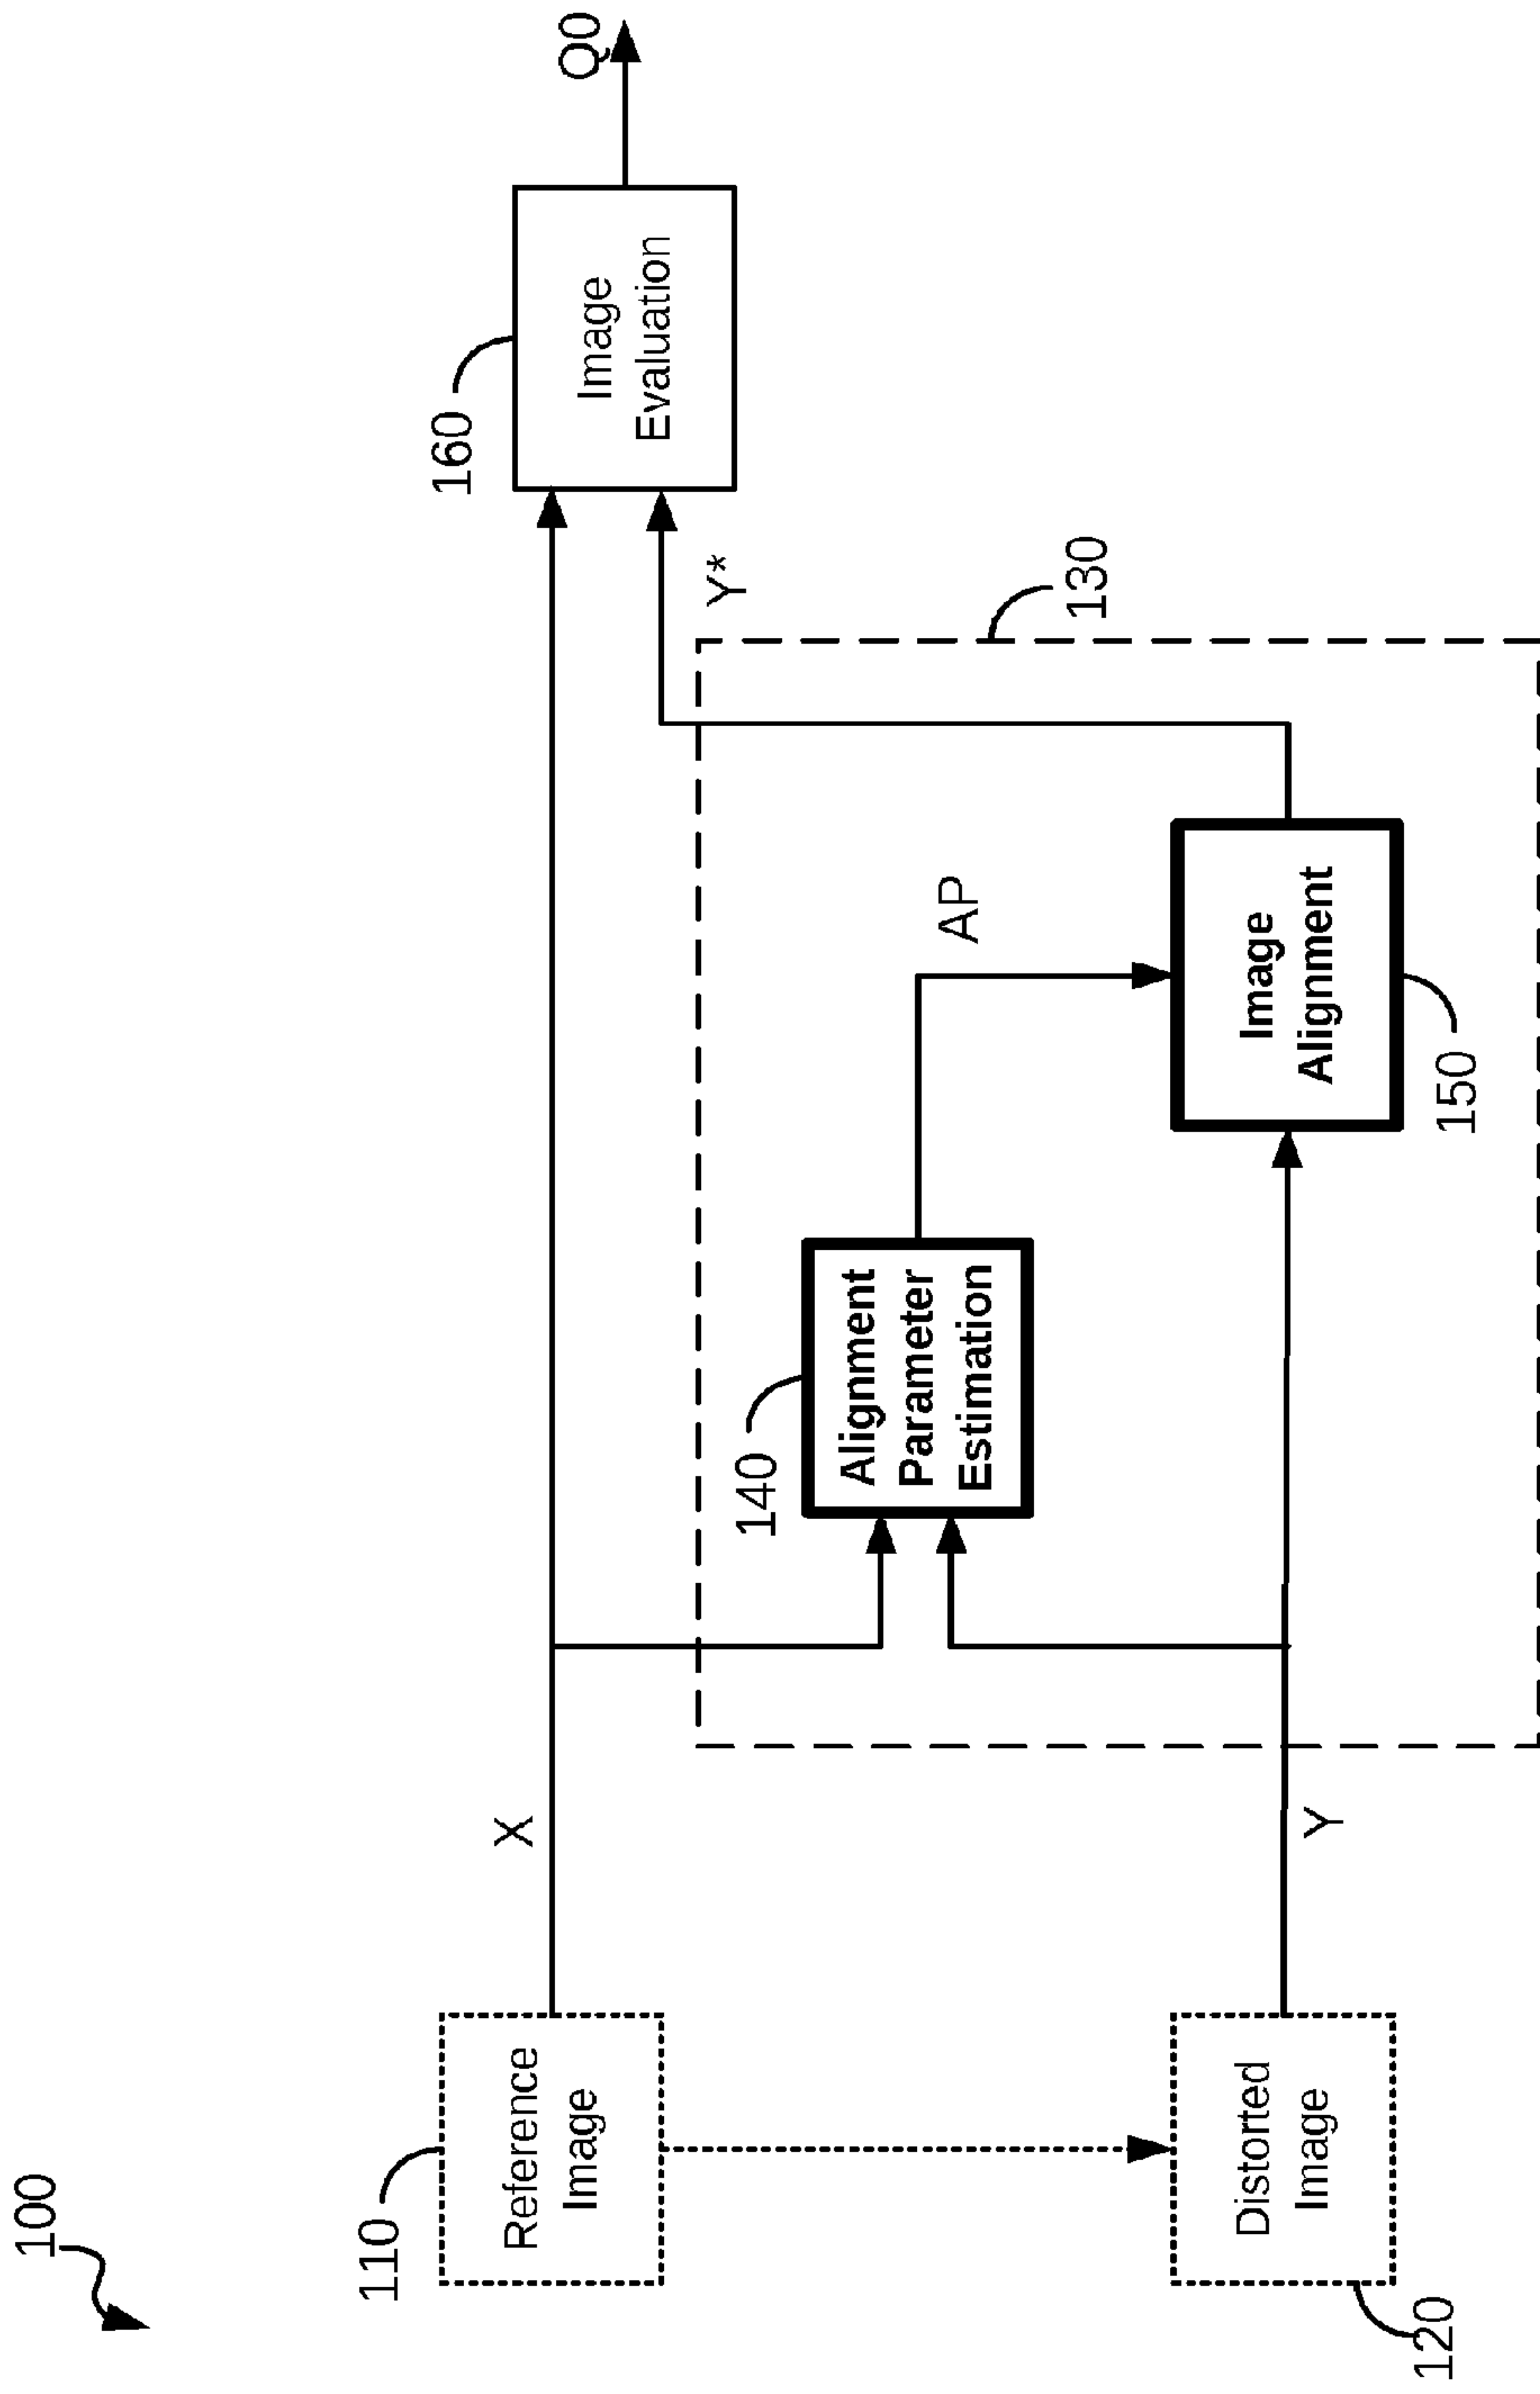 100
110
Reference
Image
X
160
Image
Evaluation
Q0
Y*
130
140
Alignment
Parameter
Estimation
AP
Image
Alignment
150
Distorted
Image
120
Y